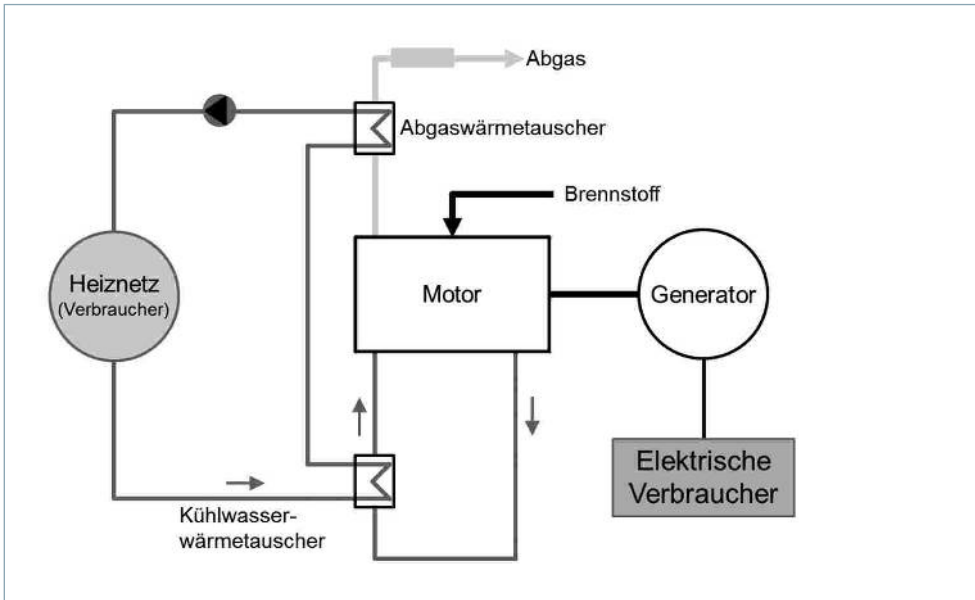 Abgas
Abgaswärmetauscher
Brennstoff
Heiznetz
(Verbraucher)
Motor
Generator
Elektrische
Verbraucher
Kühlwasser-
wärmetauscher